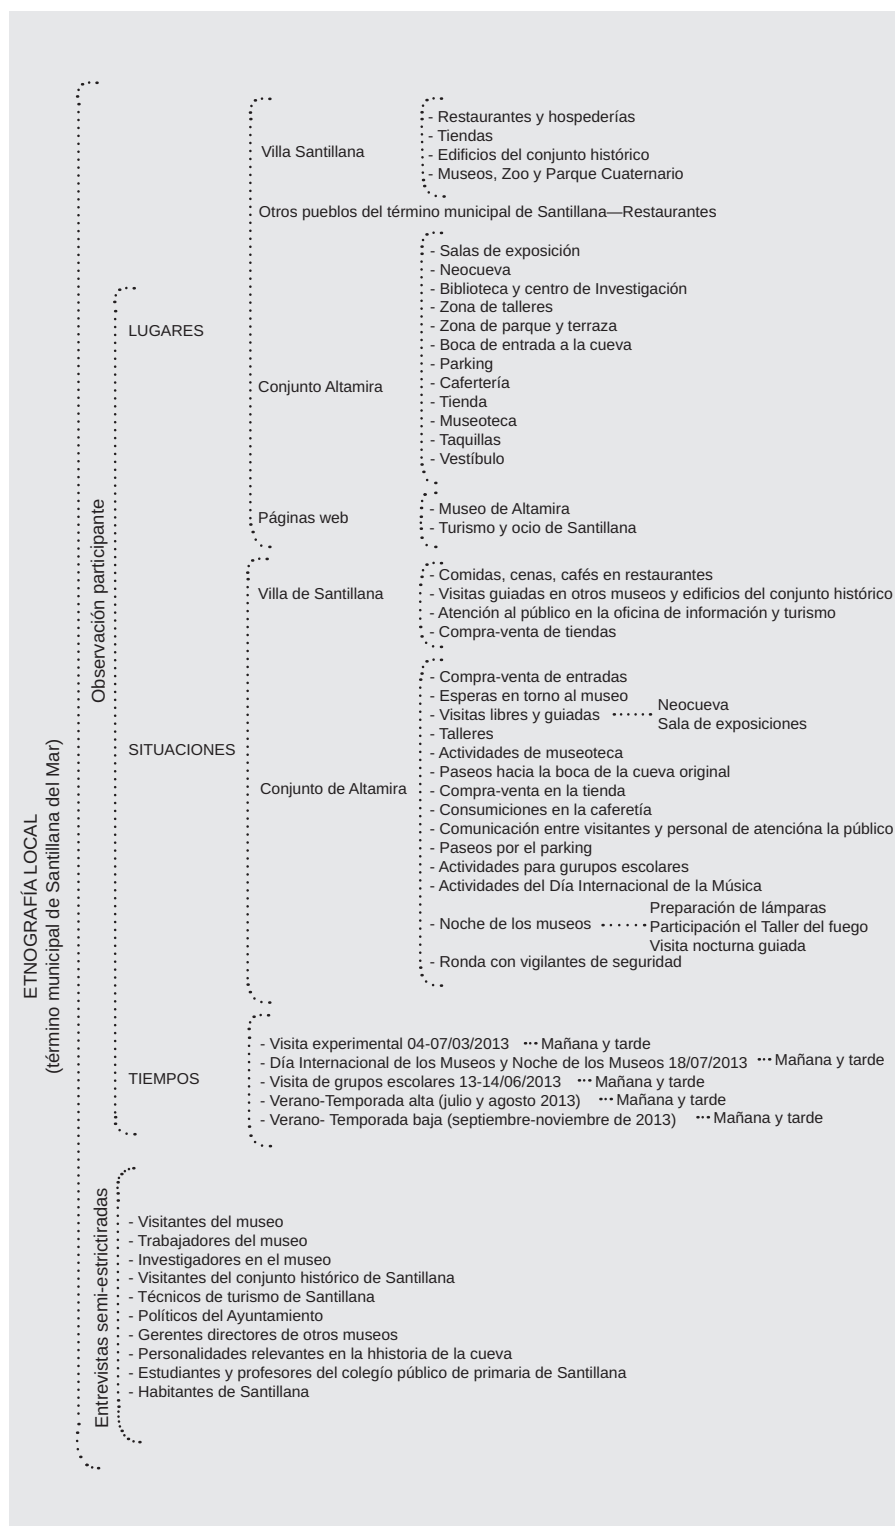 ETNOGRAFÍA LOCAL
(término municipal de Santillana del Mar)
Observación participante
LUGARES
Villa Santillana
- Restaurantes y hospederías
- Tiendas
- Edificios del conjunto histórico
- Museos, Zoo y Parque Cuaternario
Otros pueblos del término municipal de Santillana—Restaurantes
Conjunto Altamira
- Salas de exposición
- Neocueva
- Biblioteca y centro de Investigación
- Zona de talleres
- Zona de parque y terraza
- Boca de entrada a la cueva
- Parking
- Cafertería
- Tienda
- Museoteca
- Taquillas
- Vestíbulo
Páginas web
- Museo de Altamira
- Turismo y ocio de Santillana
SITUACIONES
Villa de Santillana
- Comidas, cenas, cafés en restaurantes
- Visitas guiadas en otros museos y edificios del conjunto histórico
- Atención al público en la oficina de información y turismo
- Compra-venta de tiendas
Conjunto de Altamira
- Compra-venta de entradas
- Esperas en torno al museo
- Visitas libres y guiadas
Neocueva
Sala de exposiciones
- Talleres
- Actividades de museoteca
- Paseos hacia la boca de la cueva original
- Compra-venta en la tienda
- Consumiciones en la caferetía
- Comunicación entre visitantes y personal de atencióna la público
- Paseos por el parking
- Actividades para gurupos escolares
- Actividades del Día Internacional de la Música
- Noche de los museos
Preparación de lámparas
Participación el Taller del fuego
Visita nocturna guiada
- Ronda con vigilantes de seguridad
TIEMPOS
- Visita experimental 04-07/03/2013 ··· Mañana y tarde
- Día Internacional de los Museos y Noche de los Museos 18/07/2013 ··· Mañana y tarde
- Visita de grupos escolares 13-14/06/2013 ··· Mañana y tarde
- Verano-Temporada alta (julio y agosto 2013) ··· Mañana y tarde
- Verano- Temporada baja (septiembre-noviembre de 2013) ··· Mañana y tarde
Entrevistas semi-estrictiradas
- Visitantes del museo
- Trabajadores del museo
- Investigadores en el museo
- Visitantes del conjunto histórico de Santillana
- Técnicos de turismo de Santillana
- Políticos del Ayuntamiento
- Gerentes directores de otros museos
- Personalidades relevantes en la hhistoria de la cueva
- Estudiantes y profesores del colegío público de primaria de Santillana
- Habitantes de Santillana